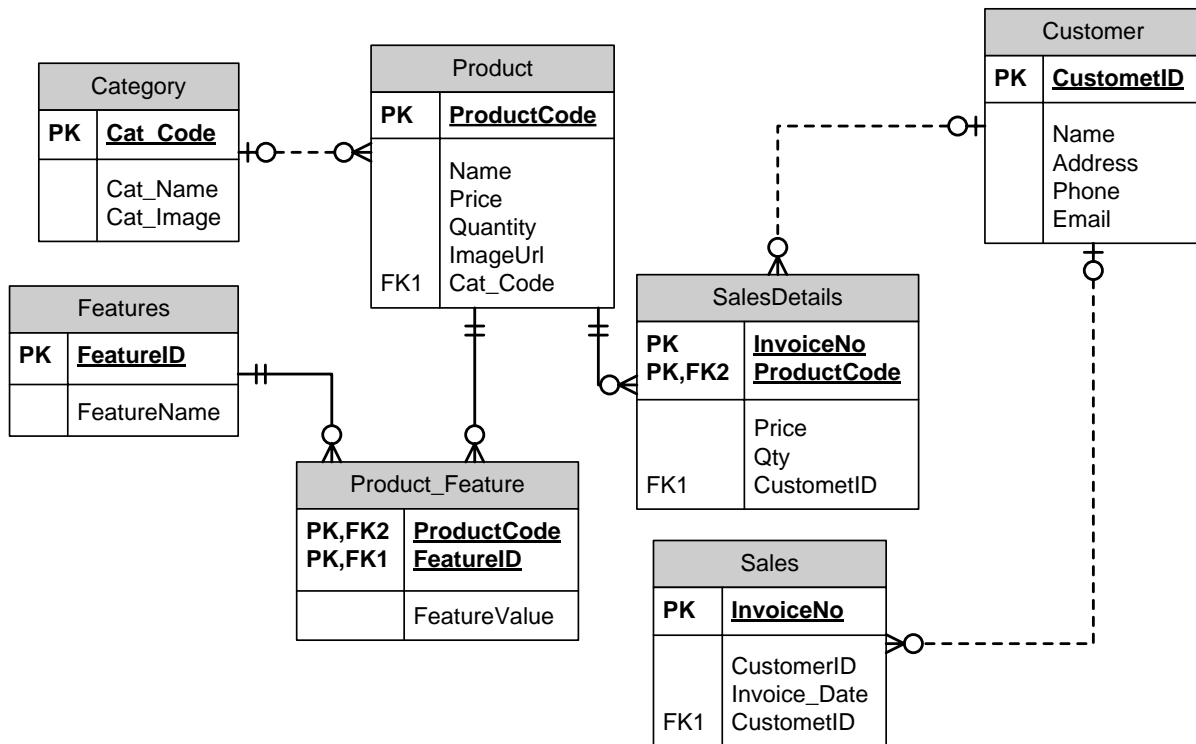 Category
PK Cat_Code
Cat_Name
Cat_Image
Product
PK ProductCode
Name
Price
Quantity
ImageUrl
FK1 Cat_Code
Customer
PK CustometID
Name
Address
Phone
Email
Features
PK FeatureID
FeatureName
SalesDetails
PK InvoiceNo
PK,FK2 ProductCode
Price
Qty
FK1 CustometID
Product_Feature
PK,FK2 ProductCode
PK,FK1 FeatureID
FeatureValue
Sales
PK InvoiceNo
CustomerID
Invoice_Date
FK1 CustometID